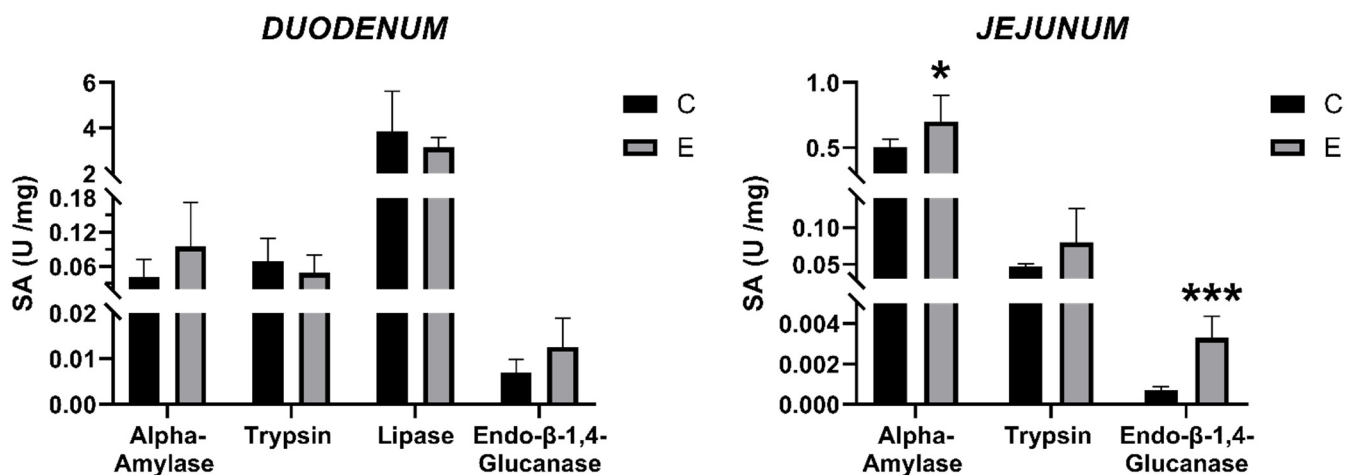 DUODENUM
SA (U /mg)
6
4
2
0.18
0.12
0.06
0.02
0.01
0.00
Alpha-
Amylase
Trypsin
Lipase
Endo-β-1,4-
Glucanase
C
E
JEJUNUM
SA (U /mg)
1.0
0.5
0.10
0.05
0.004
0.002
0.000
*
***
Alpha-
Amylase
Trypsin
Endo-β-1,4-
Glucanase
C
E